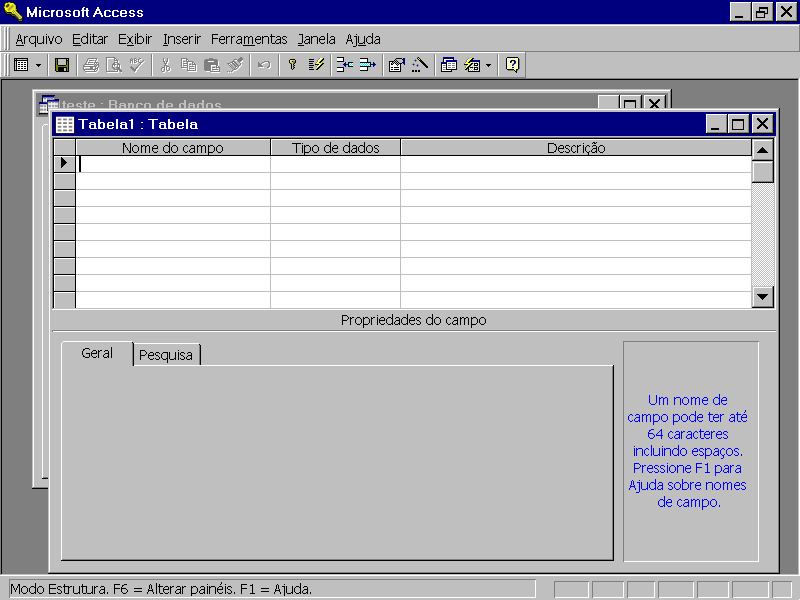 Microsoft Access
Arquivo Editar Exibir Inserir Ferramentas Janela Ajuda
teste : Banco de dados
Tabela1 : Tabela
Nome do campo Tipo de dados Descrição
Propriedades do campo
Geral Pesquisa
Um nome de
campo pode ter até
64 caracteres
incluindo espaços.
Pressione F1 para
Ajuda sobre nomes
de campo.
Modo Estrutura. F6 = Alterar painéis. F1 = Ajuda.